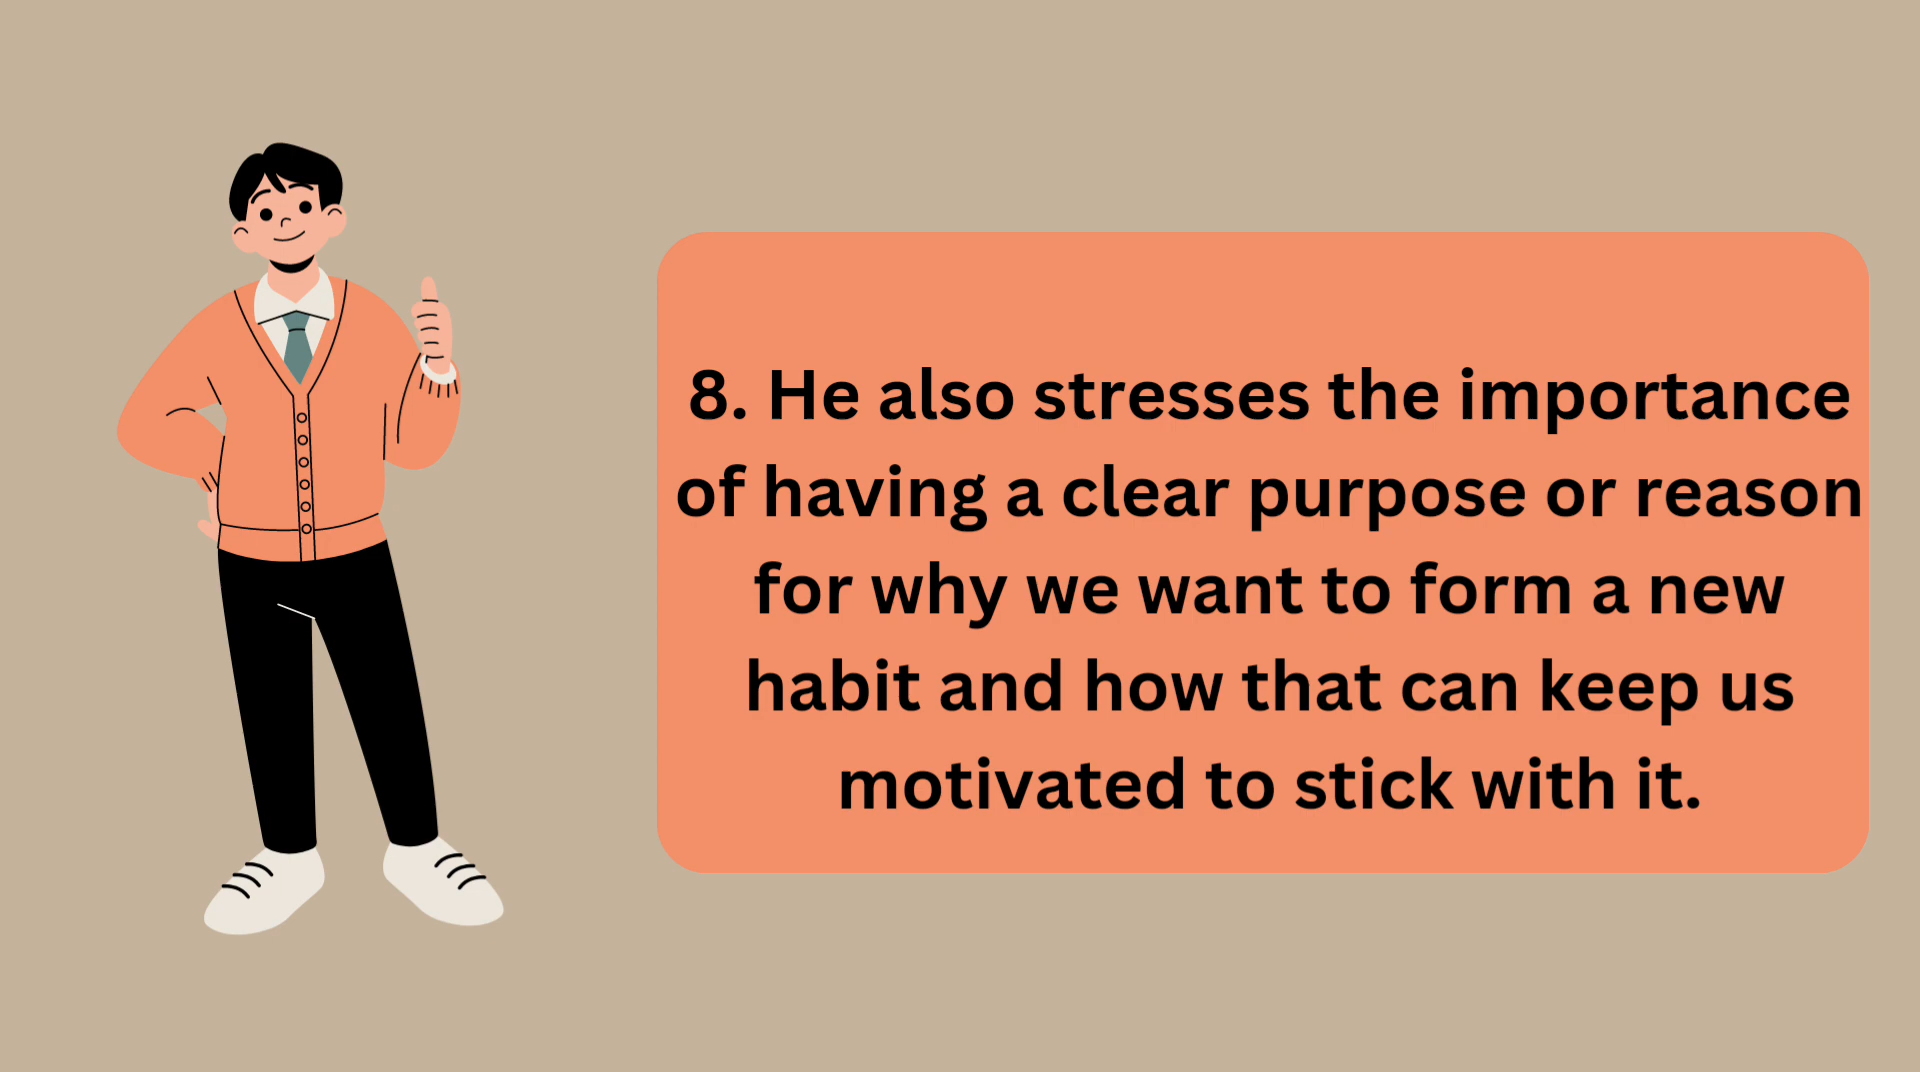 8. He also stresses the importance
of having a clear purpose or reason
for why we want to form a new
habit and how that can keep us
motivated to stick with it.